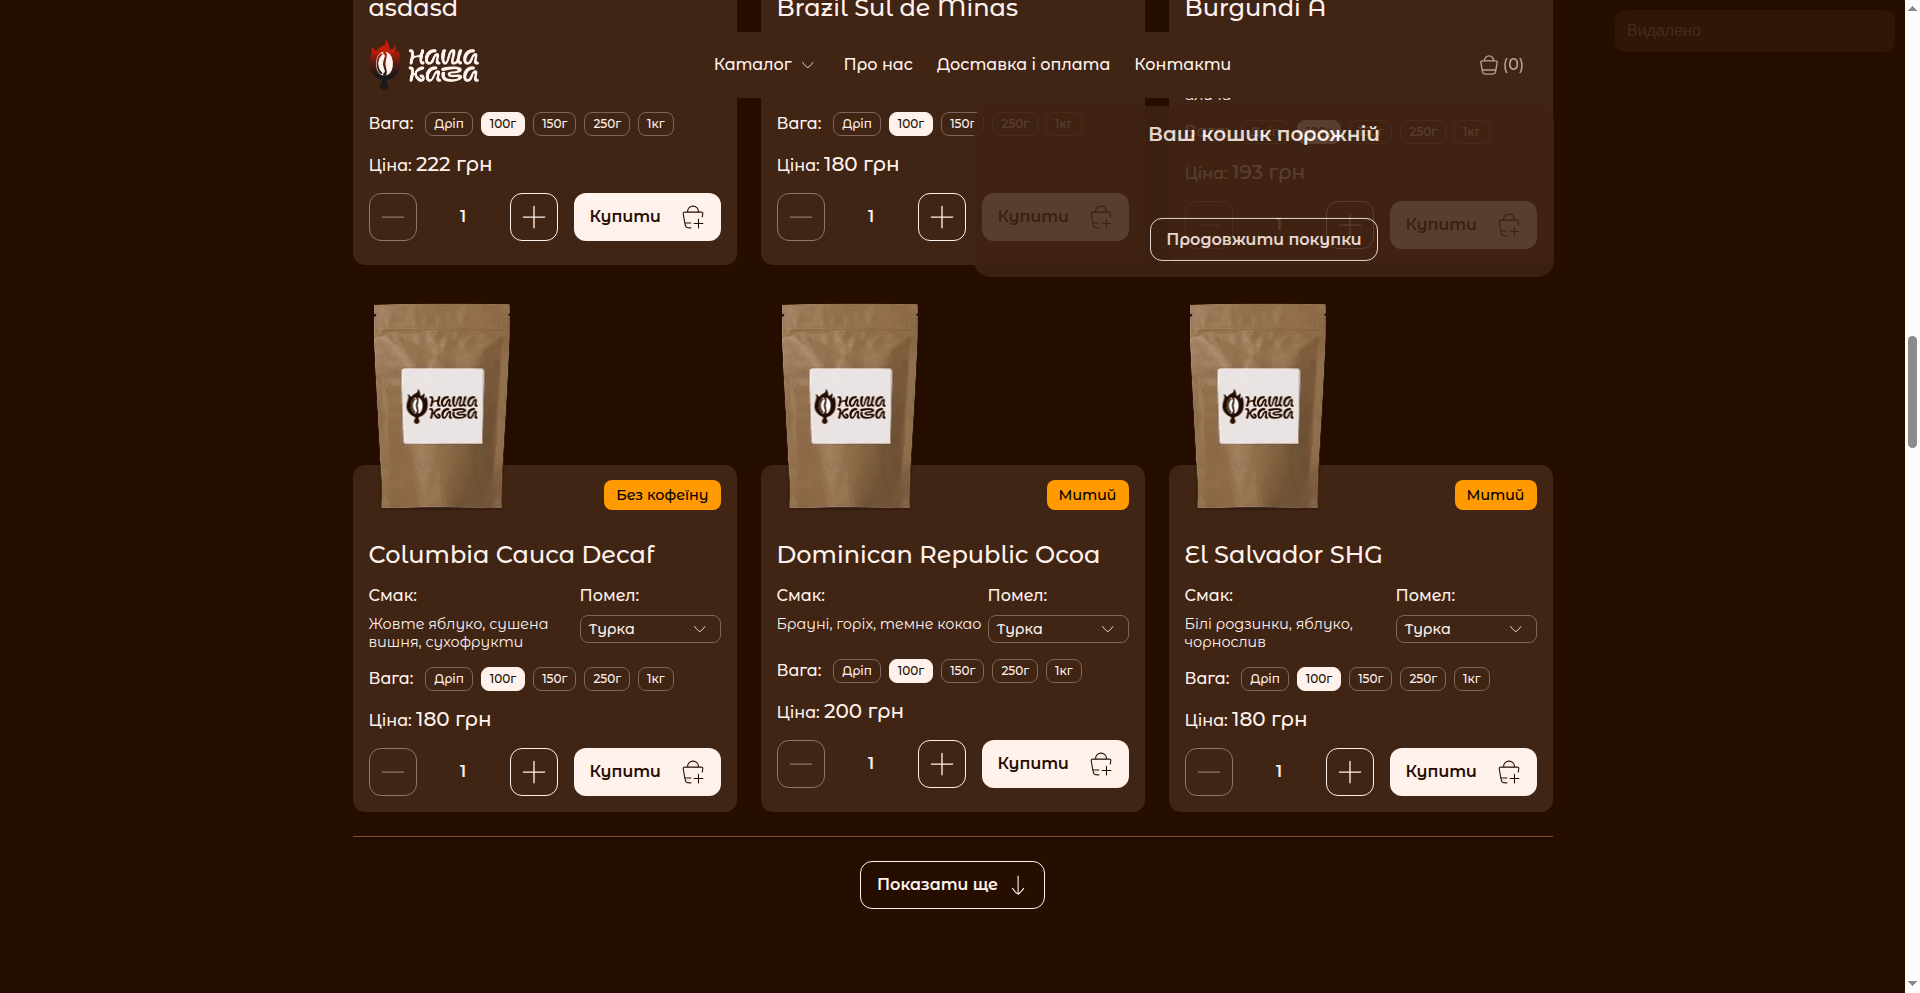 asdasd
Brazil Sul de Minas
Burgundi A
Видалено
наша
кава
Каталог
Про нас
Доставка і оплата
Контакти
(0)
Вага:
Дріп
100г
150г
250г
1кг
Вага:
Дріп
100г
150г
250г
1кг
250г
1кг
Ваш кошик порожній
Ціна: 222 грн
Ціна: 180 грн
Ціна: 193 грн
1
Купити
1
Купити
1
Купити
Продовжити покупки
наша
кава
наша
кава
наша
кава
Без кофеїну
Митий
Митий
Columbia Cauca Decaf
Dominican Republic Ocoa
El Salvador SHG
Смак:
Помел:
Жовте яблуко, сушена
вишня, сухофрукти
Турка
Вага:
Дріп
100г
150г
250г
1кг
Ціна: 180 грн
1
Купити
Смак:
Помел:
Брауні, горіх, темне какао
Турка
Вага:
Дріп
100г
150г
250г
1кг
Ціна: 200 грн
1
Купити
Смак:
Помел:
Білі родзинки, яблуко,
чорнослив
Турка
Вага:
Дріп
100г
150г
250г
1кг
Ціна: 180 грн
1
Купити
Показати ще